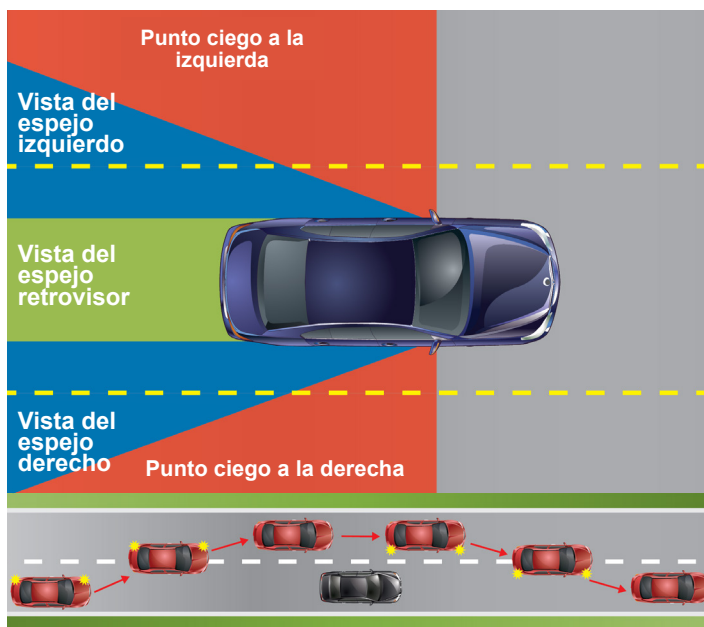 Punto ciego a la
izquierda
Vista del
espejo
izquierdo
Vista del
espejo
retrovisor
Vista del
espejo
derecho
Punto ciego a la derecha